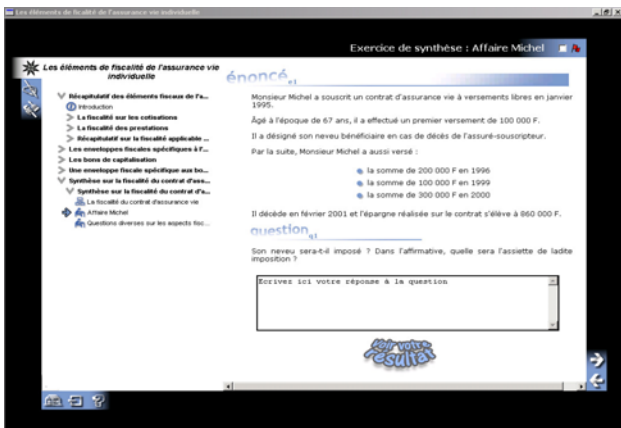 Les éléments de ficalité de l'assurance vie individuelle
Exercice de synthèse : Affaire Michel
Les éléments de fiscalité de l'assurance vie
individuelle
Récapitulatif des éléments fiscaux de l'a...
Introduction
La fiscalité sur les cotisations
La fiscalité des prestations
Récapitulatif sur la fiscalité applicable ...
Les enveloppes fiscales spécifiques à l'...
Les bons de capitalisation
Une enveloppe fiscale spécifique aux bo...
Synthèse sur la fiscalité du contrat d'ass...
Synthèse sur la fiscalité du contrat d'a...
La fiscalité du contrat d'assurance vie
Affaire Michel
Questions diverses sur les aspects fisc...
énoncé
Monsieur Michel a souscrit un contrat d'assurance vie à versements libres en janvier
1995.
Âgé à l'époque de 67 ans, il a effectué un premier versement de 100 000 F.
Il a désigné son neveu bénéficiaire en cas de décès de l'assuré-souscripteur.
Par la suite, Monsieur Michel a aussi versé :
la somme de 200 000 F en 1996
la somme de 100 000 F en 1999
la somme de 300 000 F en 2000
Il décède en février 2001 et l'épargne réalisée sur le contrat s'élève à 860 000 F.
question
Son neveu sera-t-il imposé ? Dans l'affirmative, quelle sera l'assiette de ladite
imposition ?
Ecrivez ici votre réponse à la question
Voir votre
résultat